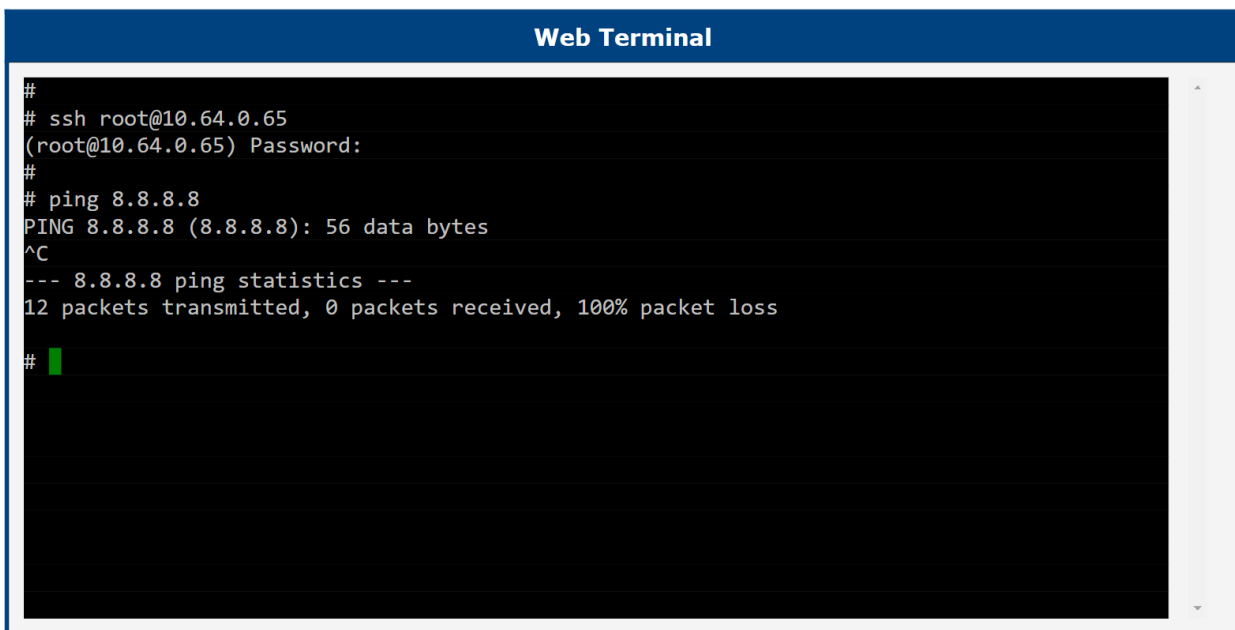 Web Terminal
#
# ssh root@10.64.0.65
(root@10.64.0.65) Password:
#
# ping 8.8.8.8
PING 8.8.8.8 (8.8.8.8): 56 data bytes
^C
--- 8.8.8.8 ping statistics ---
12 packets transmitted, 0 packets received, 100% packet loss
#